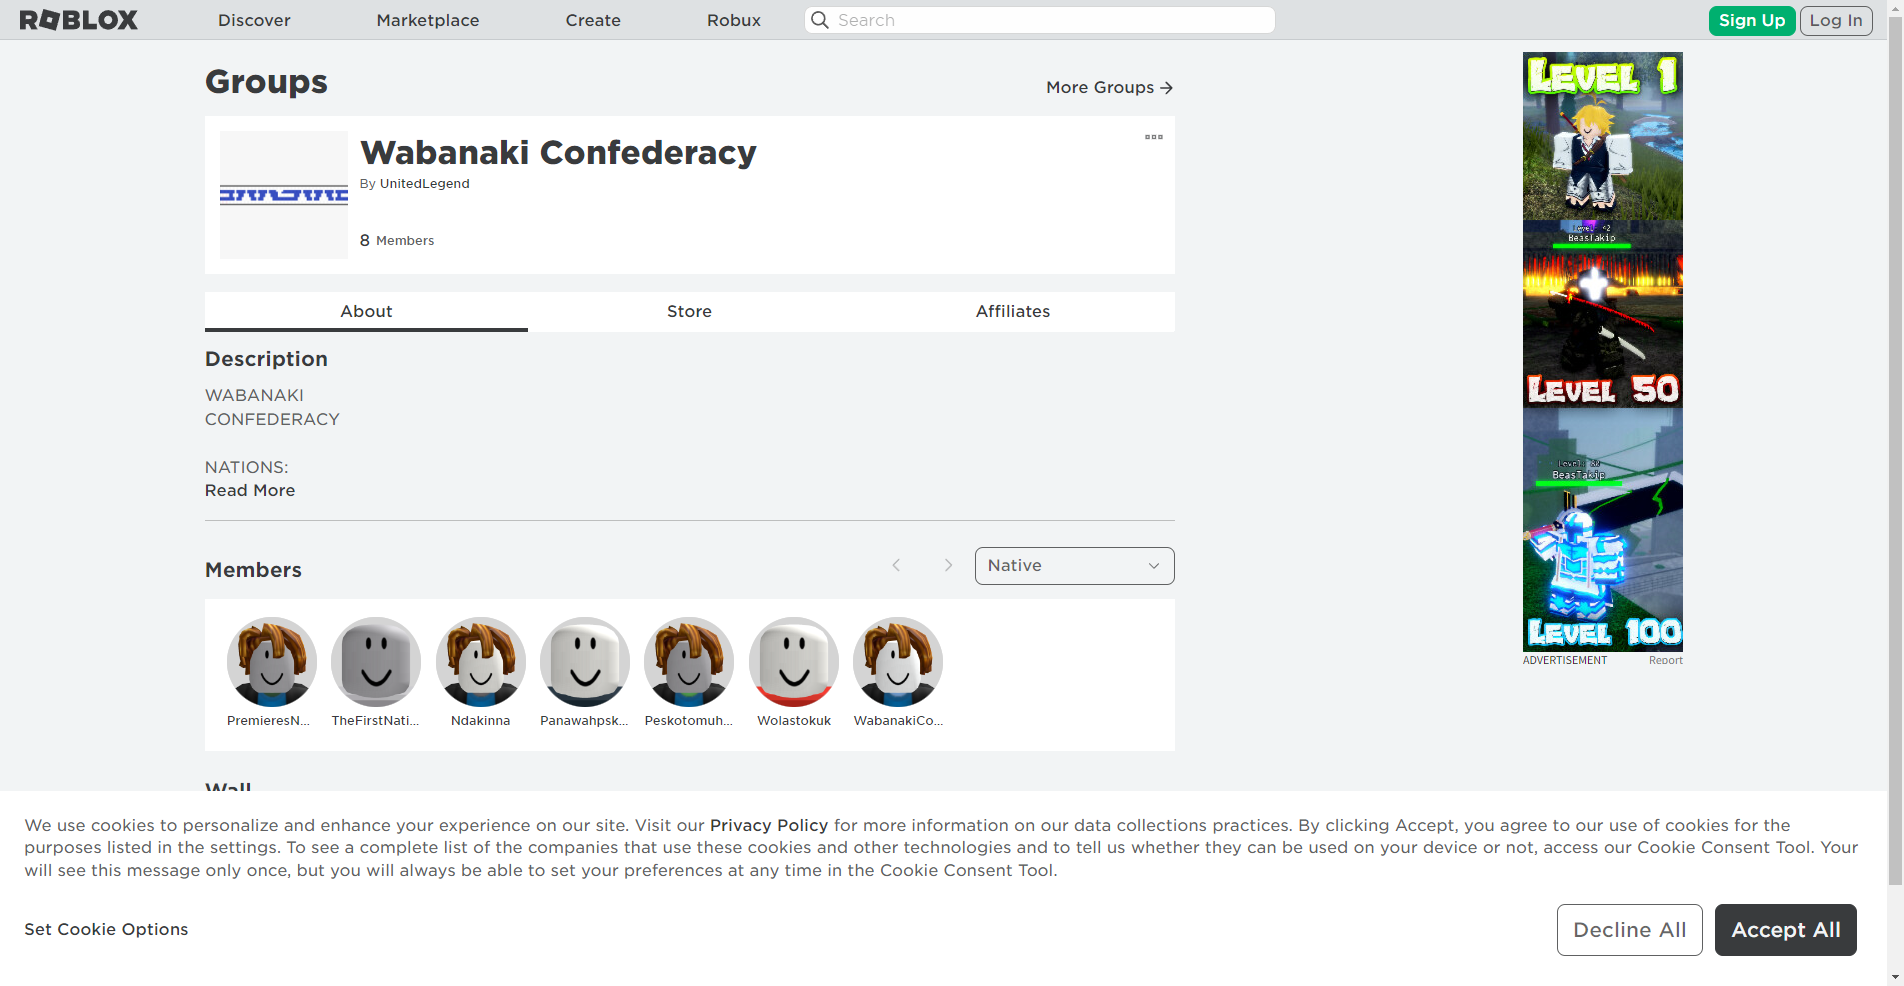 ROBLOX
Discover
Marketplace
Create
Robux
Search
Sign Up
Log In
Groups
More Groups
Wabanaki Confederacy
By UnitedLegend
8 Members
About
Store
Affiliates
Description
WABANAKI
CONFEDERACY
NATIONS:
Read More
Members
Native
PremieresN...
TheFirstNati...
Ndakinna
Panawahpsk...
Peskotomuh...
Wolastokuk
WabanakiCo...
Wall
LEVEL 1
BeasTakip
LEVEL 50
BeasTakip
LEVEL 100
ADVERTISEMENT
Report
We use cookies to personalize and enhance your experience on our site. Visit our Privacy Policy for more information on our data collections practices. By clicking Accept, you agree to our use of cookies for the
purposes listed in the settings. To see a complete list of the companies that use these cookies and other technologies and to tell us whether they can be used on your device or not, access our Cookie Consent Tool. Your
will see this message only once, but you will always be able to set your preferences at any time in the Cookie Consent Tool.
Set Cookie Options
Decline All
Accept All